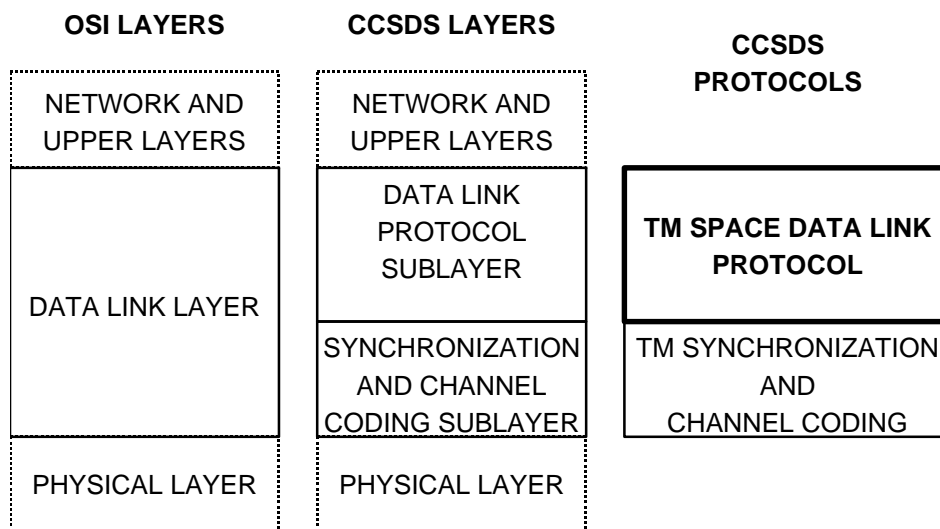 OSI LAYERS
NETWORK AND
UPPER LAYERS
DATA LINK LAYER
PHYSICAL LAYER
CCSDS LAYERS
NETWORK AND
UPPER LAYERS
DATA LINK
PROTOCOL
SUBLAYER
SYNCHRONIZATION
AND CHANNEL
CODING SUBLAYER
PHYSICAL LAYER
CCSDS
PROTOCOLS
TM SPACE DATA LINK
PROTOCOL
TM SYNCHRONIZATION
AND
CHANNEL CODING